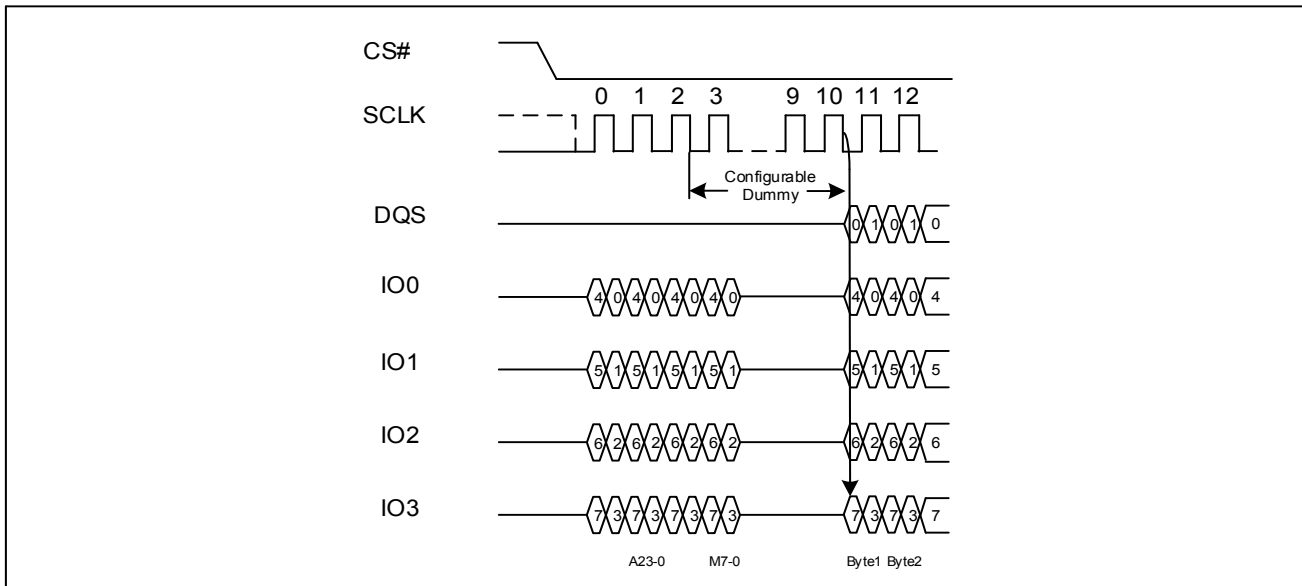 CS#
0 1 2 3 9 10 11 12
SCLK
Configurable
Dummy
DQS 0 1 0 1 0
IO0 4 0 4 0 4 0 4 0 4 0 4 0 4
IO1 5 1 5 1 5 1 5 1 5 1 5 1 5
IO2 6 2 6 2 6 2 6 2 6 2 6 2 6
IO3 7 3 7 3 7 3 7 3 7 3 7 3 7
A23-0 M7-0 Byte1 Byte2